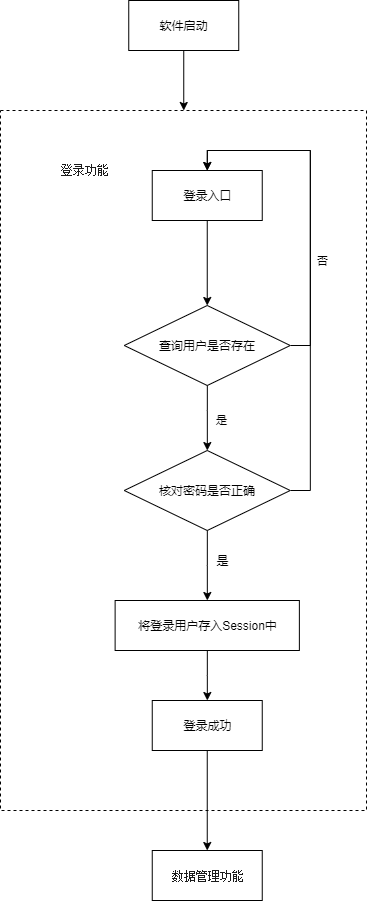 软件启动
登录功能
登录入口
否
查询用户是否存在
是
核对密码是否正确
是
将登录用户存入Session中
登录成功
数据管理功能